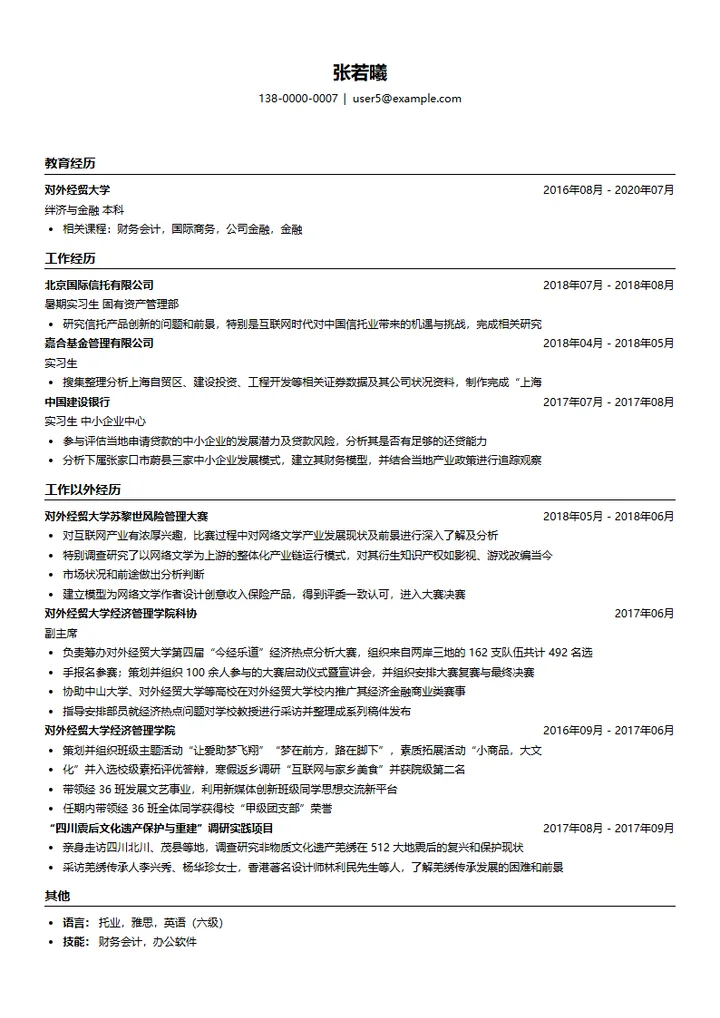 张若曦
138-0000-0007 | user5@example.com
教育经历
对外经贸大学 2016年08月 - 2020年07月
经济与金融 本科
• 相关课程：财务会计，国际商务，公司金融，金融
工作经历
北京国际信托有限公司 2018年07月 - 2018年08月
暑期实习生 固有资产管理部
• 研究信托产品创新的问题和前景，特别是互联网时代对中国信托业带来的机遇与挑战，完成相关研究
嘉合基金管理有限公司 2018年04月 - 2018年05月
实习生
• 搜集整理分析上海自贸区、建设投资、工程开发等相关证券数据及其公司状况资料，制作完成“上海
中国建设银行 2017年07月 - 2017年08月
实习生 中小企业中心
• 参与评估当地申请贷款的中小企业的发展潜力及贷款风险，分析其是否有足够的还贷能力
• 分析下属张家口市蔚县三家中小企业发展模式，建立其财务模型，并结合当地产业政策进行追踪观察
工作以外经历
对外经贸大学苏黎世风险管理大赛 2018年05月 - 2018年06月
• 对互联网产业有浓厚兴趣，比赛过程中对网络文学产业发展现状及前景进行深入了解及分析
• 特别调查研究了以网络文学为上游的整体化产业链运行模式，对其衍生知识产权如影视、游戏改编当今
• 市场状况和前途做出分析判断
• 建立模型为网络文学作者设计创意收入保险产品，得到评委一致认可，进入大赛决赛
对外经贸大学经济管理学院科协 2017年06月
副主席
• 负责筹办对外经贸大学第四届“今经乐道”经济热点分析大赛，组织来自两岸三地的 162 支队伍共计 492 名选
• 手报名参赛；策划并组织 100 余人参与的大赛启动仪式暨宣讲会，并组织安排大赛复赛与最终决赛
• 协助中山大学、对外经贸大学等高校在对外经贸大学校内推广其经济金融商业类赛事
• 指导安排部员就经济热点问题对学校教授进行采访并整理成系列稿件发布
对外经贸大学经济管理学院 2016年09月 - 2017年06月
• 策划并组织班级主题活动“让爱助梦飞翔”“梦在前方，路在脚下”，素质拓展活动“小商品，大文
• 化”并入选校级素拓评优答辩，寒假返乡调研“互联网与家乡美食”并获院级第二名
• 带领经 36 班发展文艺事业，利用新媒体创新班级同学思想交流新平台
• 任期内带领经 36 班全体同学获得校“甲级团支部”荣誉
“四川震后文化遗产保护与重建”调研实践项目 2017年08月 - 2017年09月
• 亲身走访四川北川、茂县等地，调查研究非物质文化遗产羌绣在 512 大地震后的复兴和保护现状
• 采访羌绣传承人李兴秀、杨华珍女士，香港著名设计师林利民先生等人，了解羌绣传承发展的困难和前景
其他
• 语言： 托业，雅思，英语（六级）
• 技能： 财务会计，办公软件